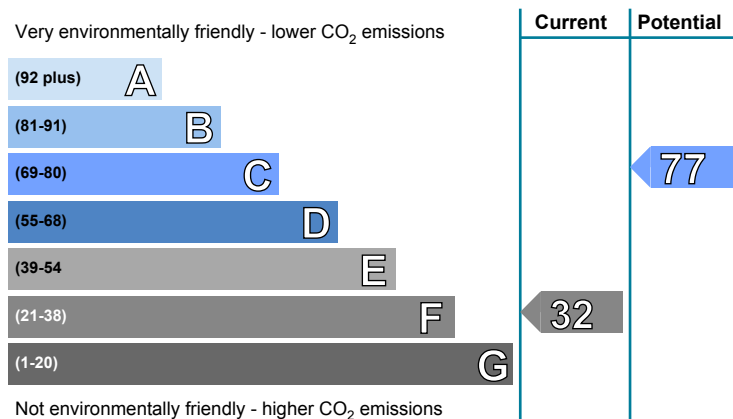 Current Potential
Very environmentally friendly - lower CO₂ emissions
(92 plus) A
(81-91) B
(69-80) C 77
(55-68) D
(39-54 E
(21-38) F 32
(1-20) G
Not environmentally friendly - higher CO₂ emissions